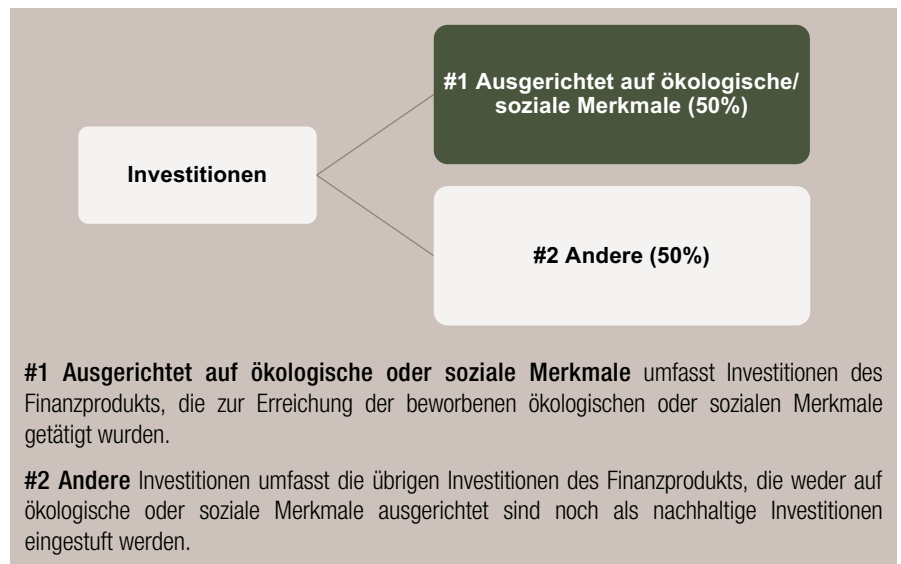 #1 Ausgerichtet auf ökologische/
soziale Merkmale (50%)
Investitionen
#2 Andere (50%)
#1 Ausgerichtet auf ökologische oder soziale Merkmale umfasst Investitionen des
Finanzprodukts, die zur Erreichung der beworbenen ökologischen oder sozialen Merkmale
getätigt wurden.
#2 Andere Investitionen umfasst die übrigen Investitionen des Finanzprodukts, die weder auf
ökologische oder soziale Merkmale ausgerichtet sind noch als nachhaltige Investitionen
eingestuft werden.